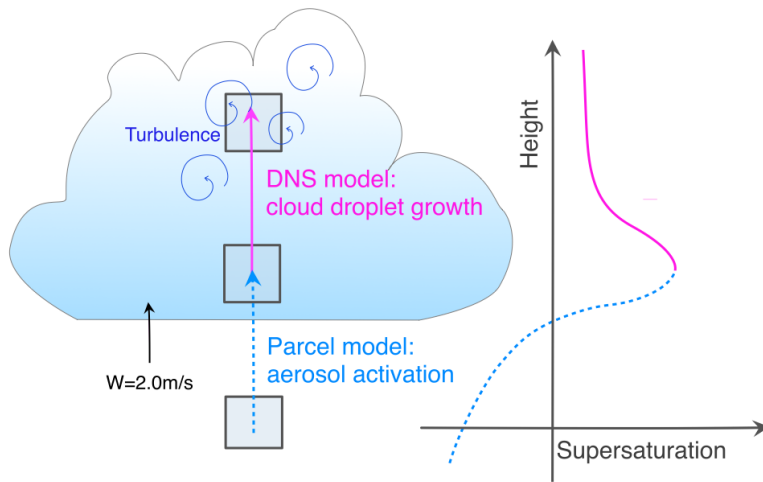 Turbulence
DNS model:
cloud droplet growth
Parcel model:
aerosol activation
W=2.0m/s
Height
Supersaturation